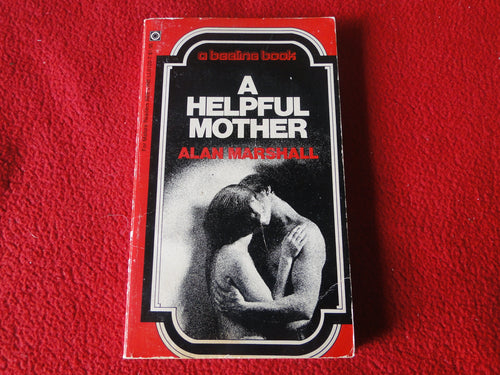 a beeline book
A
HELPFUL
MOTHER
ALAN MARSHALL